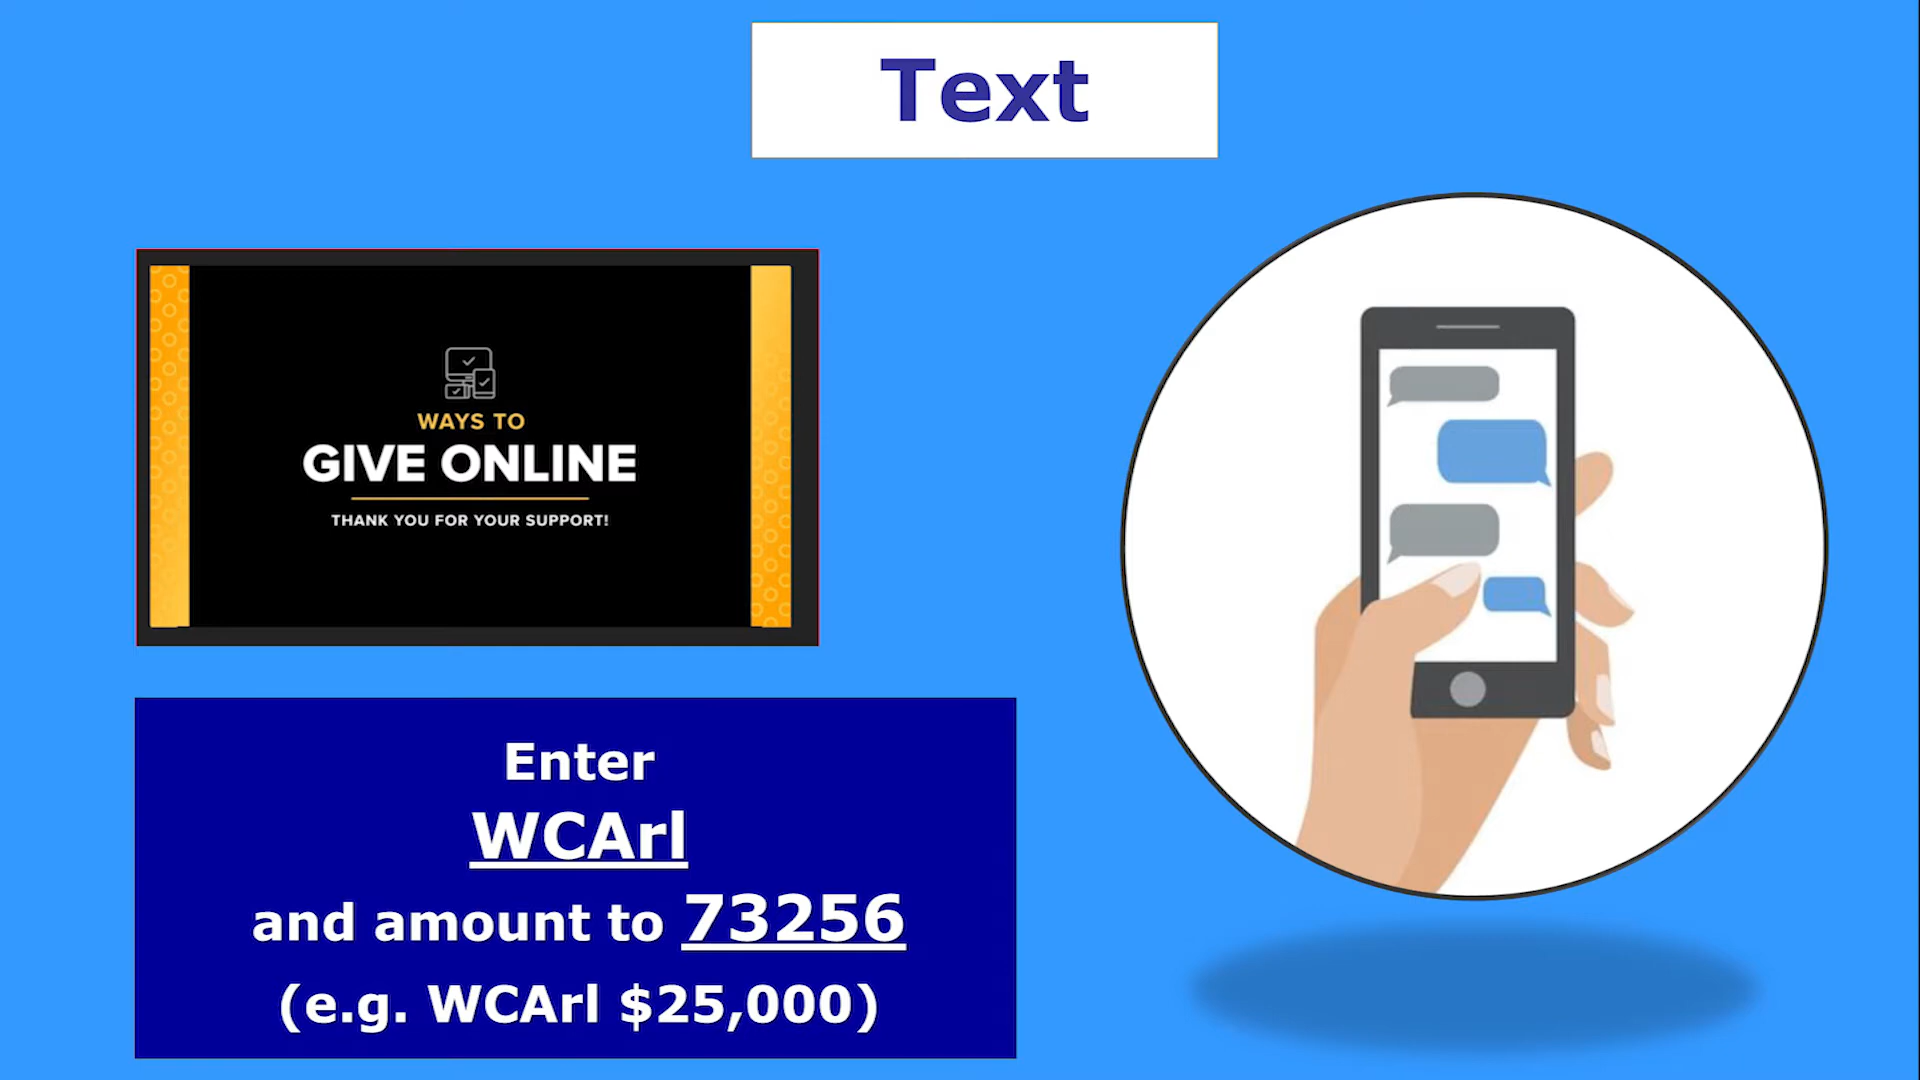 Text
WAYS TO
GIVE ONLINE
THANK YOU FOR YOUR SUPPORT!
Enter
WCArl
and amount to 73256
(e.g. WCArl $25,000)